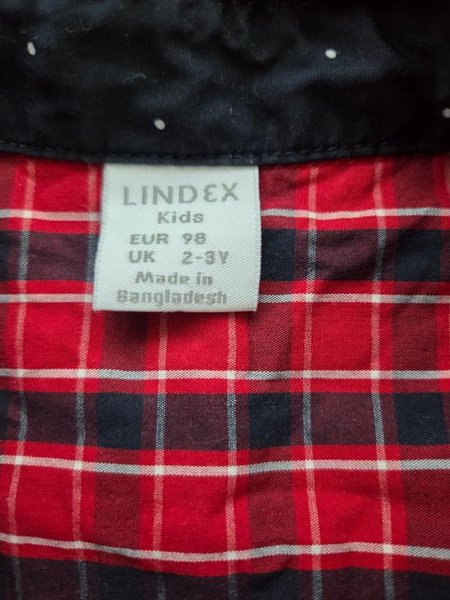 LINDEX
Kids
EUR 98
UK 2-3Y
Made in
Bangladesh